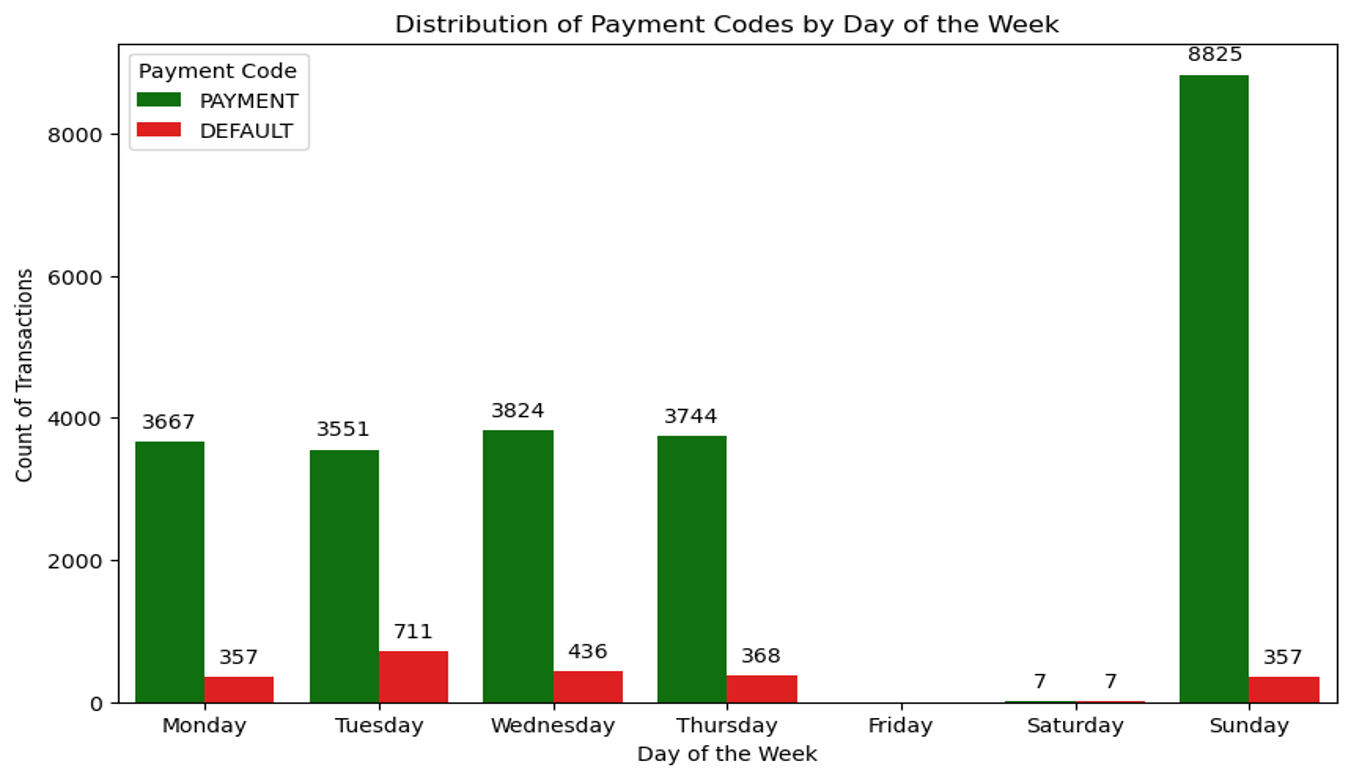 Distribution of Payment Codes by Day of the Week
Payment Code
PAYMENT
DEFAULT
Count of Transactions
8000
6000
4000
2000
0
3667
357
3551
711
3824
436
3744
368
7
7
8825
357
Monday
Tuesday
Wednesday
Thursday
Friday
Saturday
Sunday
Day of the Week